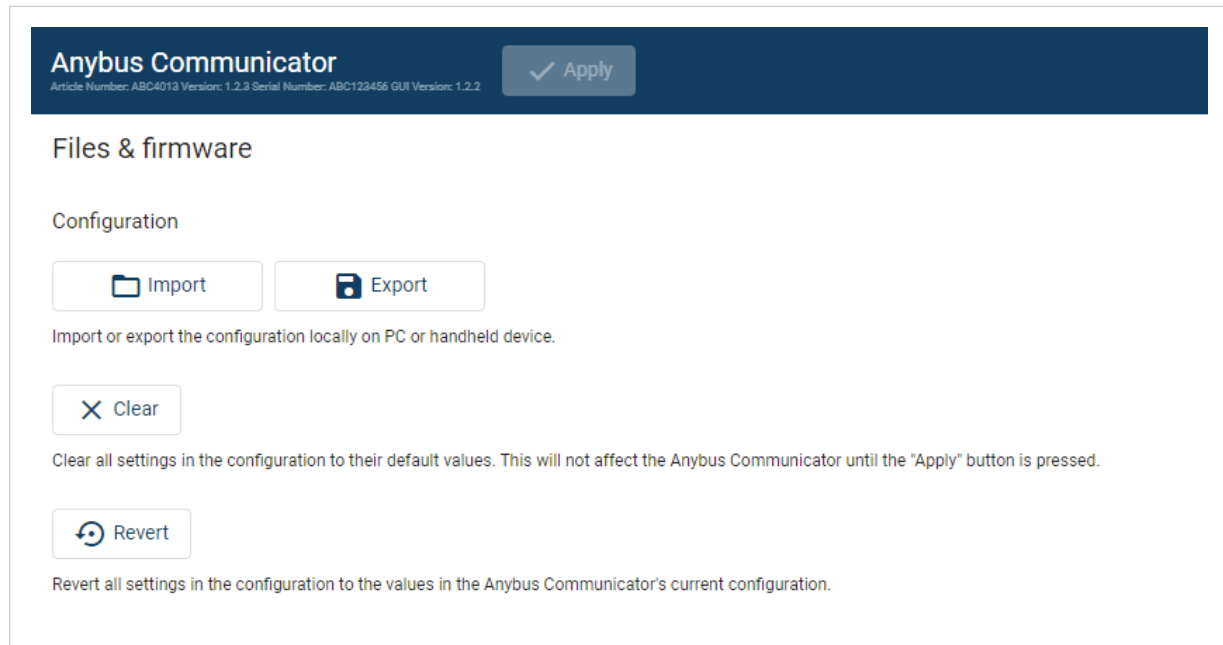 Anybus Communicator
Article Number: ABC4013 Version: 1.2.3 Serial Number: ABC123456 GUI Version: 1.2.2
Apply
Files & firmware
Configuration
Import
Export
Import or export the configuration locally on PC or handheld device.
Clear
Clear all settings in the configuration to their default values. This will not affect the Anybus Communicator until the "Apply" button is pressed.
Revert
Revert all settings in the configuration to the values in the Anybus Communicator's current configuration.